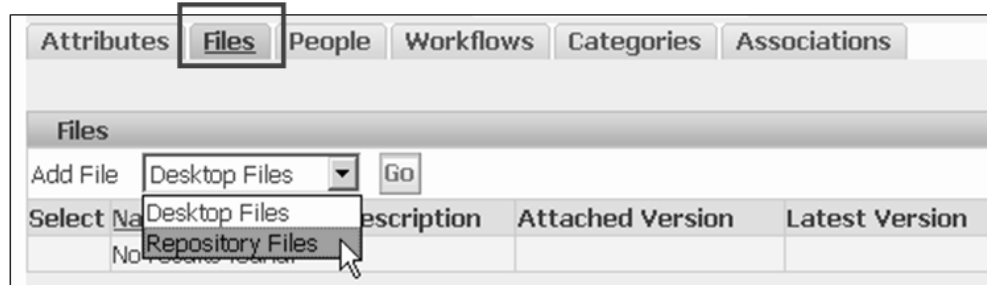 Attributes Files People Workflows Categories Associations
Files
Add File Desktop Files Go
Select Na escription Attached Version Latest Version
Desktop Files
Repository Files
No